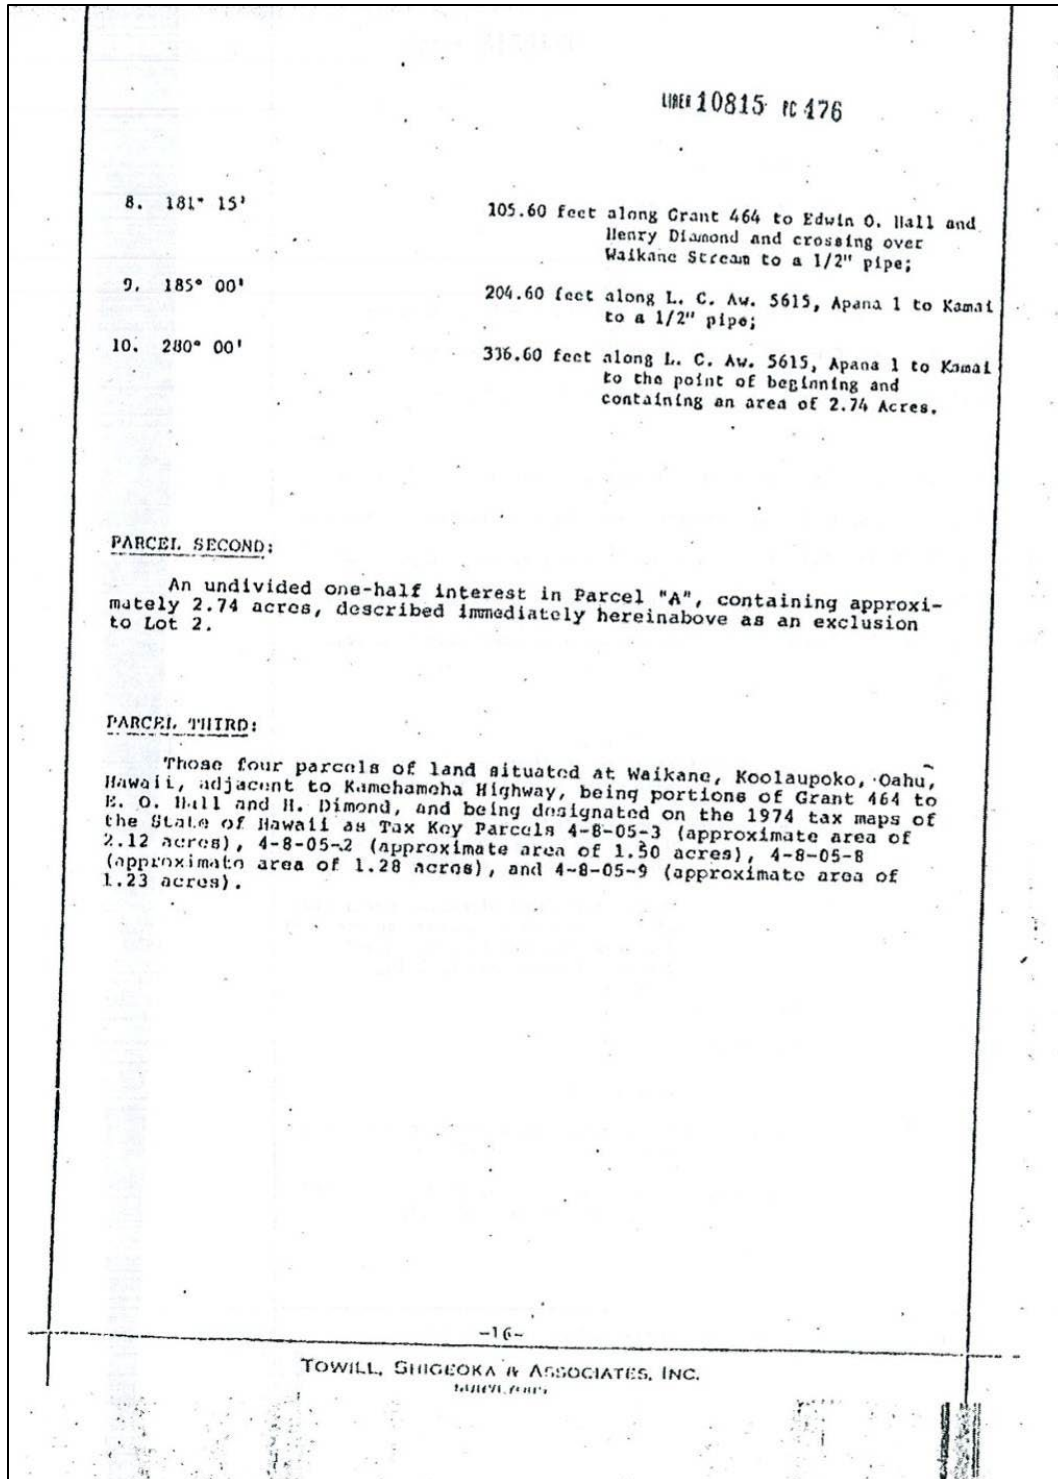 LIBER 10815 PG 476
8. 181° 15'
105.60 feet along Grant 464 to Edwin O. Hall and
Henry Diamond and crossing over
Waikane Stream to a 1/2" pipe;
9. 185° 00'
204.60 feet along L. C. Aw. 5615, Apana 1 to Kamai
to a 1/2" pipe;
10. 280° 00'
336.60 feet along L. C. Aw. 5615, Apana 1 to Kamai
to the point of beginning and
containing an area of 2.74 Acres.
PARCEL SECOND:
An undivided one-half interest in Parcel "A", containing approxi-
mately 2.74 acres, described immediately hereinabove as an exclusion
to Lot 2.
PARCEL THIRD:
Those four parcels of land situated at Waikane, Koolaupoko, Oahu,
Hawaii, adjacent to Kamehameha Highway, being portions of Grant 464 to
E. O. Hall and H. Dimond, and being designated on the 1974 tax maps of
the State of Hawaii as Tax Key Parcels 4-8-05-3 (approximate area of
2.12 acres), 4-8-05-2 (approximate area of 1.50 acres), 4-8-05-8
(approximate area of 1.28 acres), and 4-8-05-9 (approximate area of
1.23 acres).
-16-
TOWILL, SHIGEOKA & ASSOCIATES, INC.